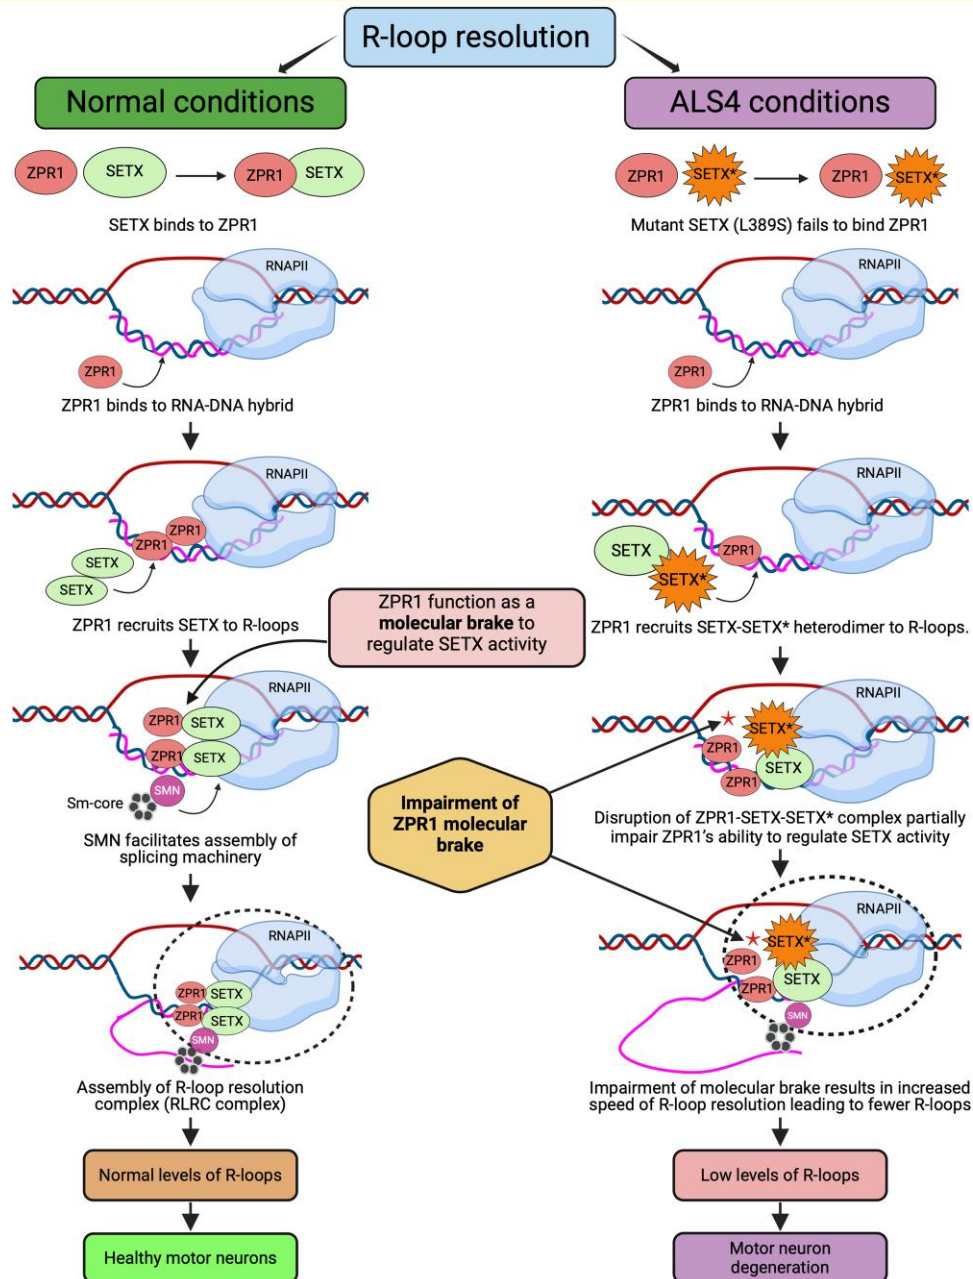 R-loop resolution
Normal conditions
ZPR1
SETX
ZPR1
SETX
SETX binds to ZPR1
RNAPII
ZPR1
ZPR1 binds to RNA-DNA hybrid
RNAPII
ZPR1
ZPR1
SETX
SETX
ZPR1 recruits SETX to R-loops
RNAPII
ZPR1
SETX
ZPR1
SETX
SMN
Sm-core
SMN facilitates assembly of
splicing machinery
RNAPII
ZPR1
SETX
ZPR1
SETX
SMN
Assembly of R-loop resolution
complex (RLRC complex)
Normal levels of R-loops
Healthy motor neurons
ZPR1 function as a
molecular brake to
regulate SETX activity
Impairment of
ZPR1 molecular
brake
ALS4 conditions
ZPR1
SETX*
ZPR1
SETX*
Mutant SETX (L389S) fails to bind ZPR1
RNAPII
ZPR1
ZPR1 binds to RNA-DNA hybrid
RNAPII
SETX
ZPR1
SETX*
ZPR1 recruits SETX-SETX* heterodimer to R-loops.
RNAPII
SETX*
ZPR1
SETX
ZPR1
Disruption of ZPR1-SETX-SETX* complex partially
impair ZPR1's ability to regulate SETX activity
RNAPII
SETX*
ZPR1
SETX
ZPR1
SMN
Impairment of molecular brake results in increased
speed of R-loop resolution leading to fewer R-loops
Low levels of R-loops
Motor neuron
degeneration